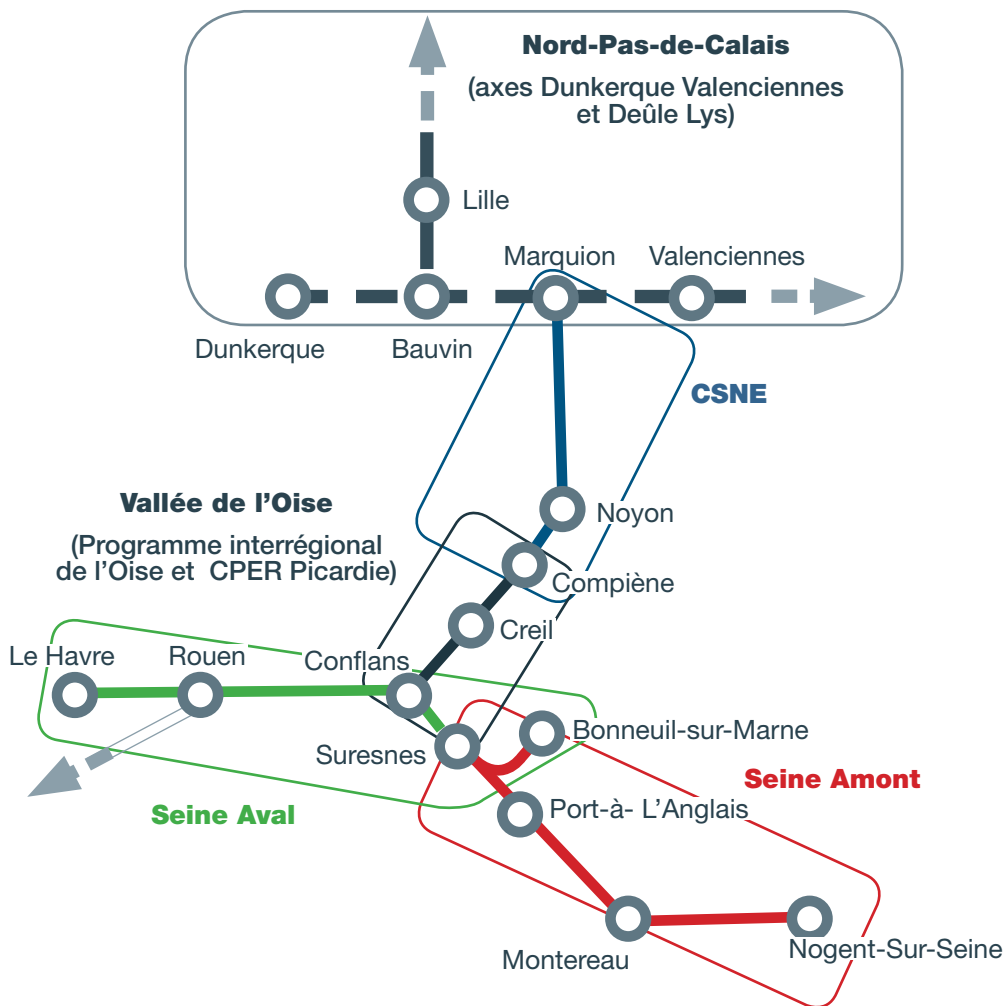 Nord-Pas-de-Calais
(axes Dunkerque Valenciennes
et Deûle Lys)
Lille
Marquion
Valenciennes
Dunkerque
Bauvin
CSNE
Vallée de l'Oise
(Programme interrégional
de l'Oise et CPER Picardie)
Noyon
Compiène
Creil
Le Havre
Rouen
Conflans
Suresnes
Bonneuil-sur-Marne
Seine Amont
Seine Aval
Port-à- L'Anglais
Montereau
Nogent-Sur-Seine